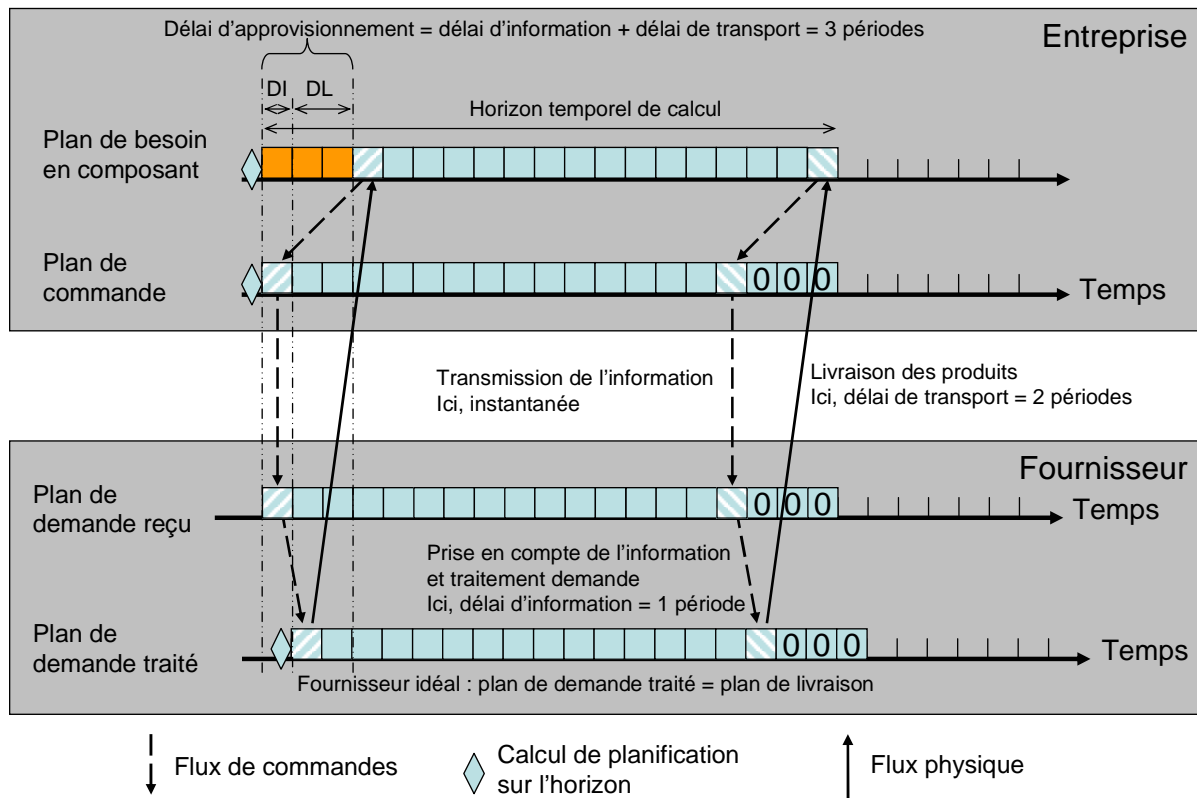 Délai d'approvisionnement = délai d'information + délai de transport = 3 périodes
Entreprise
DI
DL
Horizon temporel de calcul
Plan de besoin
en composant
Plan de
commande
0 0 0
Temps
Transmission de l'information
Ici, instantanée
Livraison des produits
Ici, délai de transport = 2 périodes
Fournisseur
Plan de
demande reçu
0 0 0
Temps
Prise en compte de l'information
et traitement demande
Ici, délai d'information = 1 période
Plan de
demande traité
0 0 0
Temps
Fournisseur idéal : plan de demande traité = plan de livraison
Flux de commandes
Calcul de planification
sur l'horizon
Flux physique